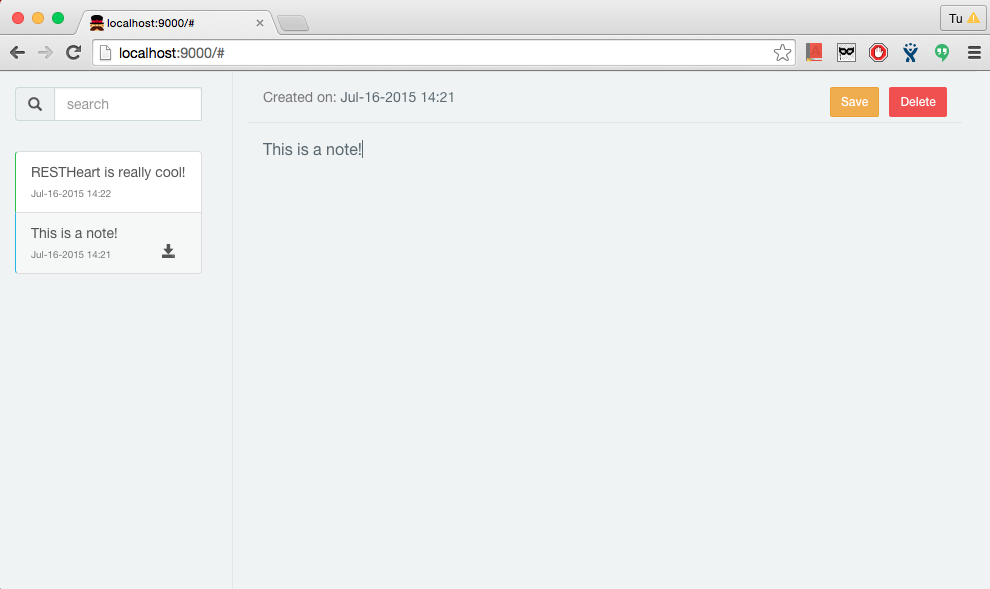 localhost:9000/#
Tu
localhost:9000/#
search
Created on: Jul-16-2015 14:21
Save
Delete
This is a note!
RESTHeart is really cool!
Jul-16-2015 14:22
This is a note!
Jul-16-2015 14:21